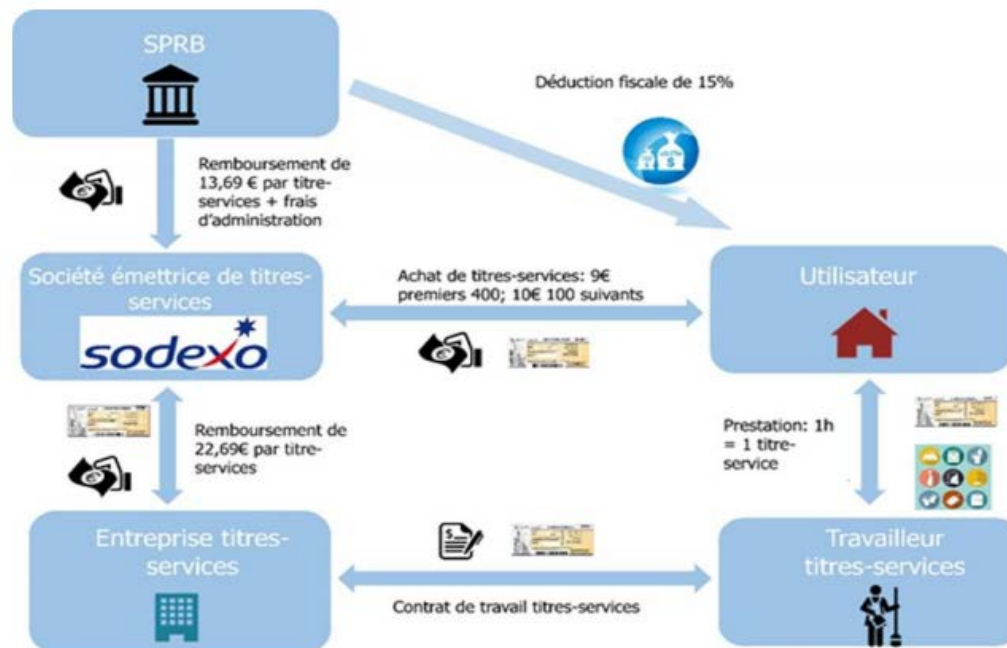 SPRB
Déduction fiscale de 15%
Remboursement de
13,69 € par titre-
services + frais
d'administration
Société émettrice de titres-
services
sodexo
Achat de titres-services: 9€
premiers 400; 10€ 100 suivants
Utilisateur
Remboursement de
22,69€ par titre-
services
Prestation: 1h
= 1 titre-
service
Entreprise titres-
services
Contrat de travail titres-services
Travailleur
titres-services